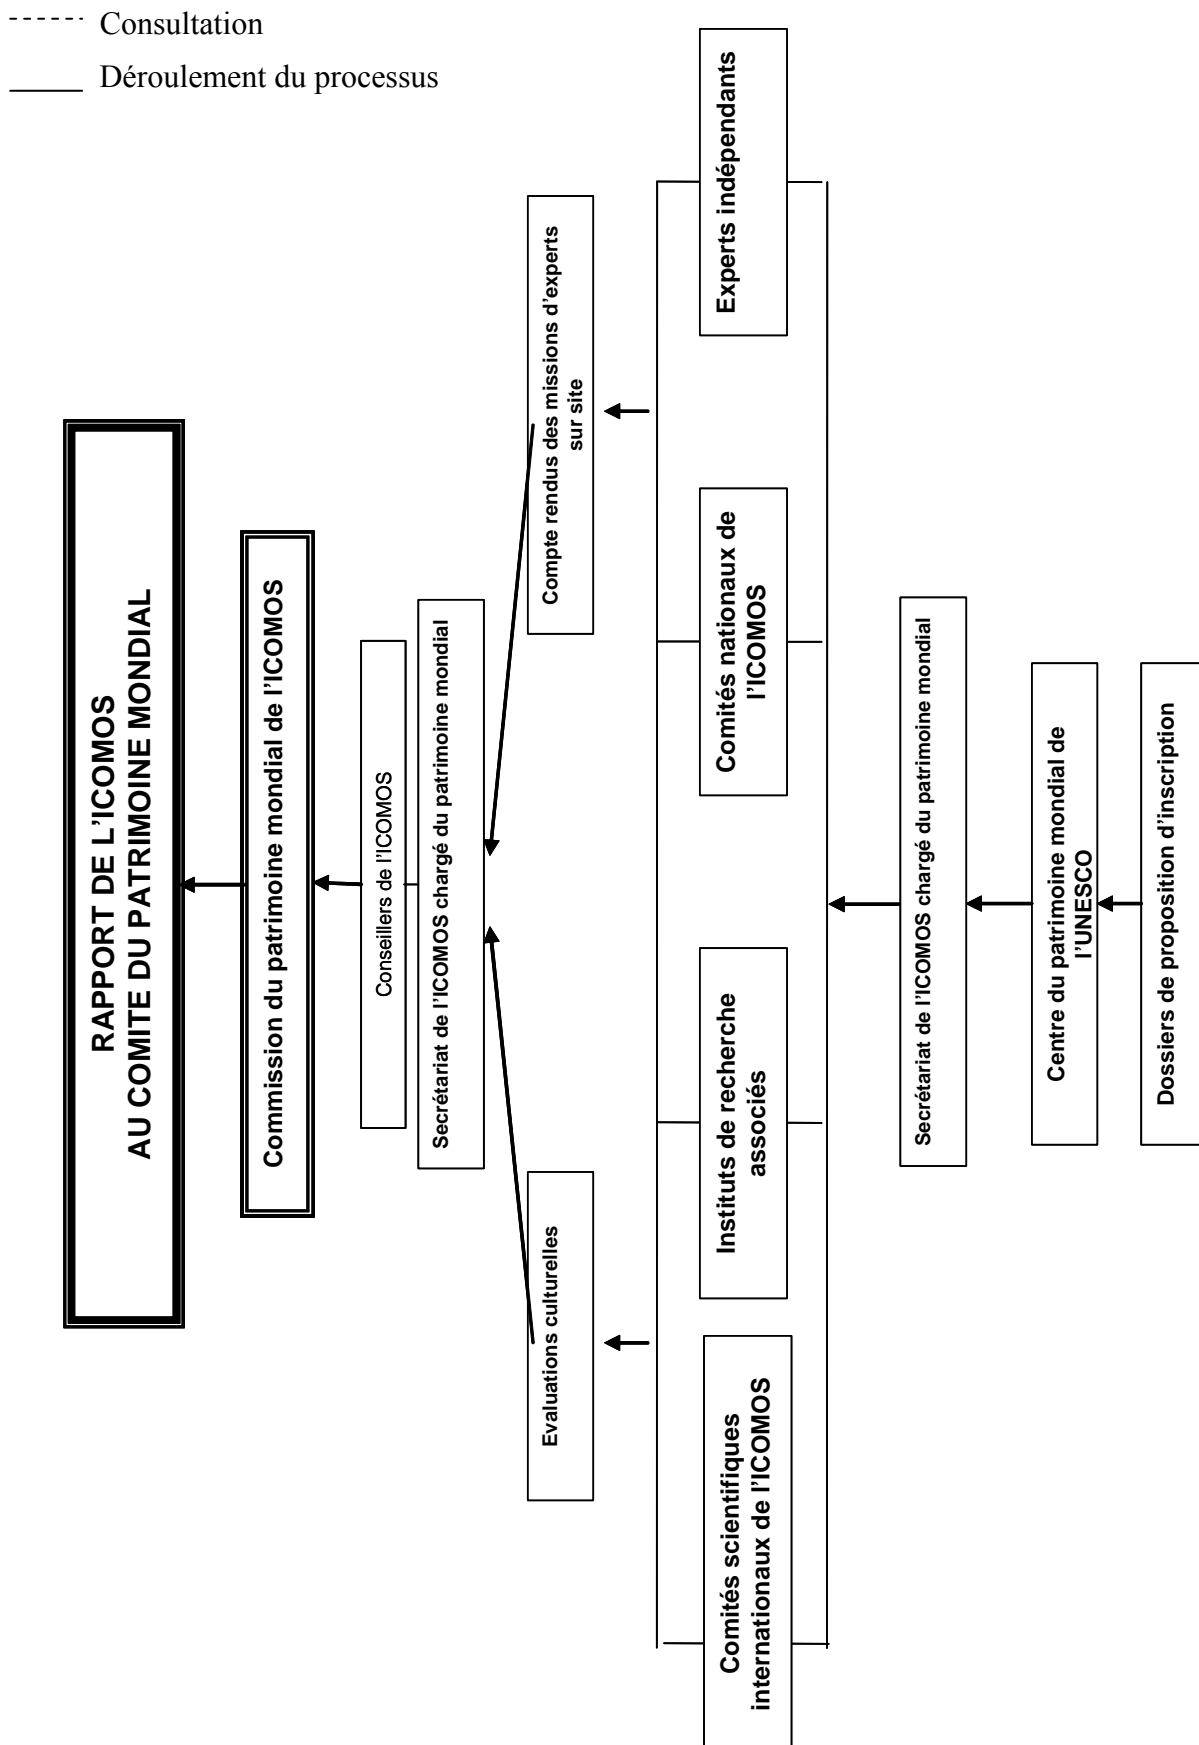 Consultation
Déroulement du processus
RAPPORT DE L'ICOMOS
AU COMITE DU PATRIMOINE MONDIAL
Commission du patrimoine mondial de l'ICOMOS
Conseillers de l'ICOMOS
Secrétariat de l'ICOMOS chargé du patrimoine mondial
Evaluations culturelles
Compte rendus des missions d'experts
sur site
Comités scientifiques
internationaux de l'ICOMOS
Instituts de recherche
associés
Comités nationaux de
l'ICOMOS
Experts indépendants
Secrétariat de l'ICOMOS chargé du patrimoine mondial
Centre du patrimoine mondial de
l'UNESCO
Dossiers de proposition d'inscription